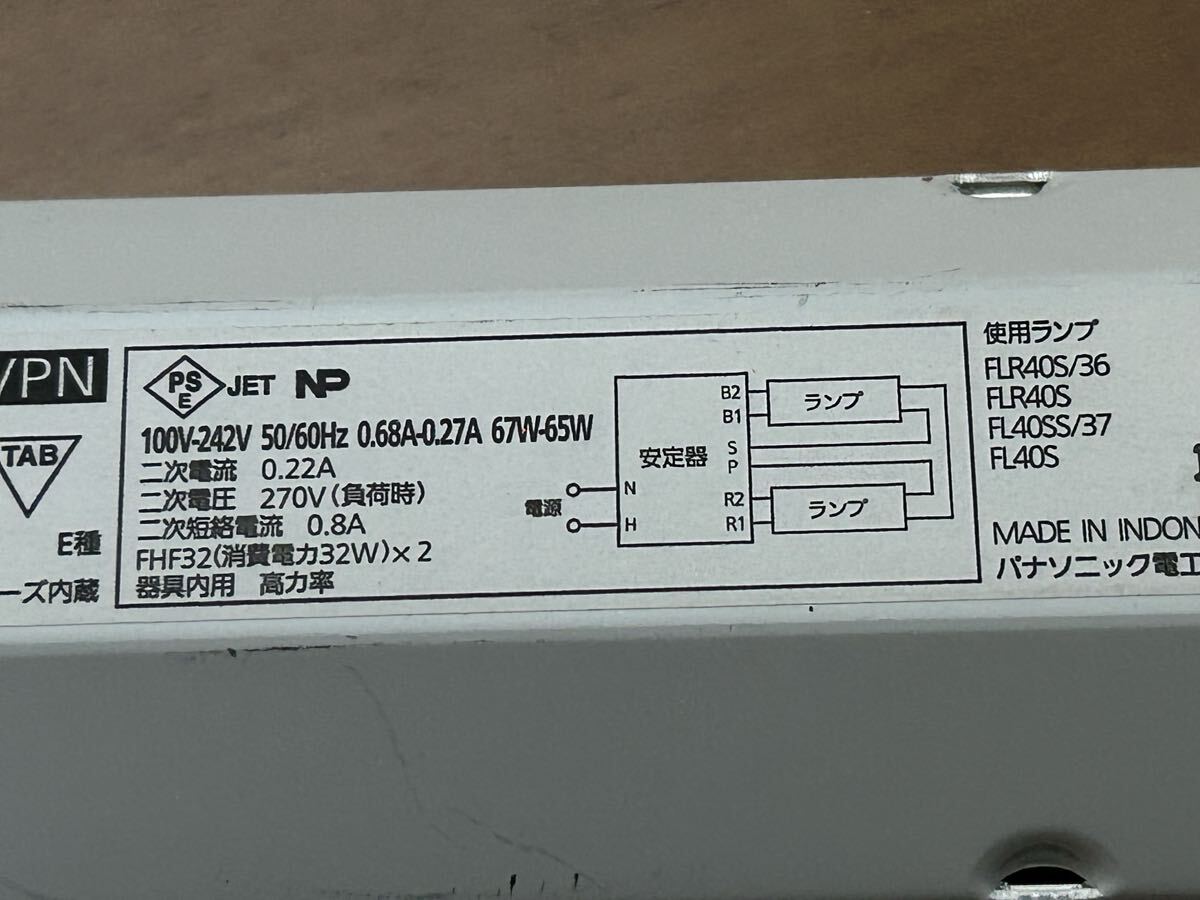 VPN
TAB
E種
ーズ内蔵
PS
E
JET NP
100V-242V 50/60Hz 0.68A-0.27A 67W-65W
二次電流 0.22A
二次電圧 270V(負荷時)
二次短絡電流 0.8A
FHF32(消費電力32W)×2
器具内用 高力率
電源
N
H
安定器
B2
B1
S
P
R2
R1
ランプ
ランプ
使用ランプ
FLR40S/36
FLR40S
FL40SS/37
FL40S
MADE IN INDON
パナソニック電工